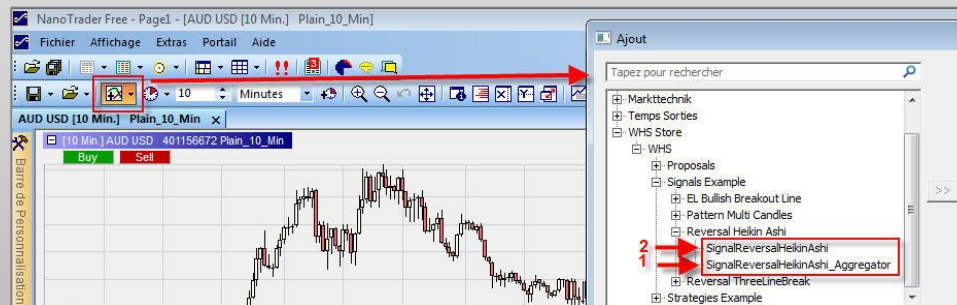 NanoTrader Free - Page1 - [AUD USD [10 Min.] Plain_10_Min]
Fichier Affichage Extras Portail Aide
3
10 Minutes
AUD USD [10 Min.] Plain_10_Min x
[10 Min.] AUD USD 401156672 Plain_10_Min
Buy Sell
Barre de Personnalisation
Ajout
Tapez pour rechercher
Markttechnik
Temps Sorties
WHS Store
WHS
Proposals
Signals Example
EL Bullish Breakout Line
Pattern Multi Candles
Reversal Heikin Ashi
2 SignalReversalHeikinAshi
1 SignalReversalHeikinAshi_Aggregator
Reversal ThreeLineBreak
Strategies Example
>>